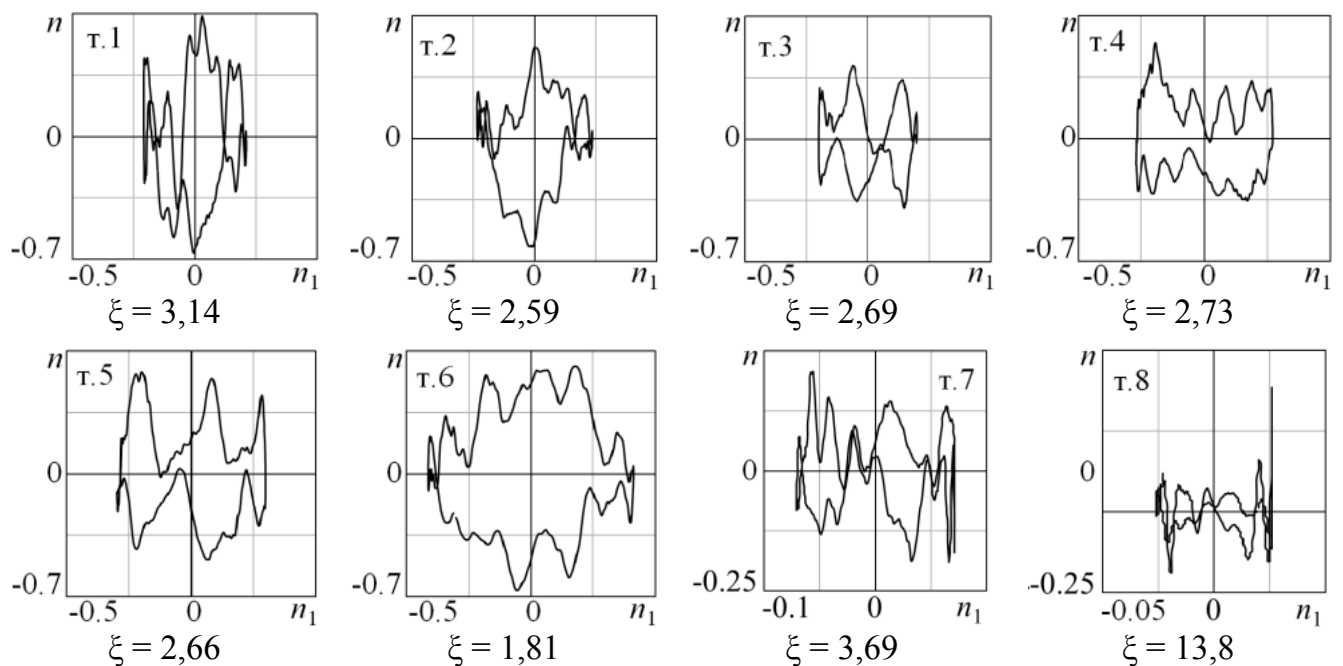 n n n n
т.1 т.2 т.3 т.4
0 0 0 0
-0.7 -0.7 -0.7 -0.7
-0.5 0 n₁ -0.5 0 n₁ -0.5 0 n₁ -0.5 0 n₁
ξ = 3,14 ξ = 2,59 ξ = 2,69 ξ = 2,73
n n n n
т.5 т.6 т.7 т.8
0 0 0 0
-0.7 -0.7 -0.25 -0.25
-0.5 0 n₁ -0.5 0 n₁ -0.1 0 n₁ -0.05 0 n₁
ξ = 2,66 ξ = 1,81 ξ = 3,69 ξ = 13,8